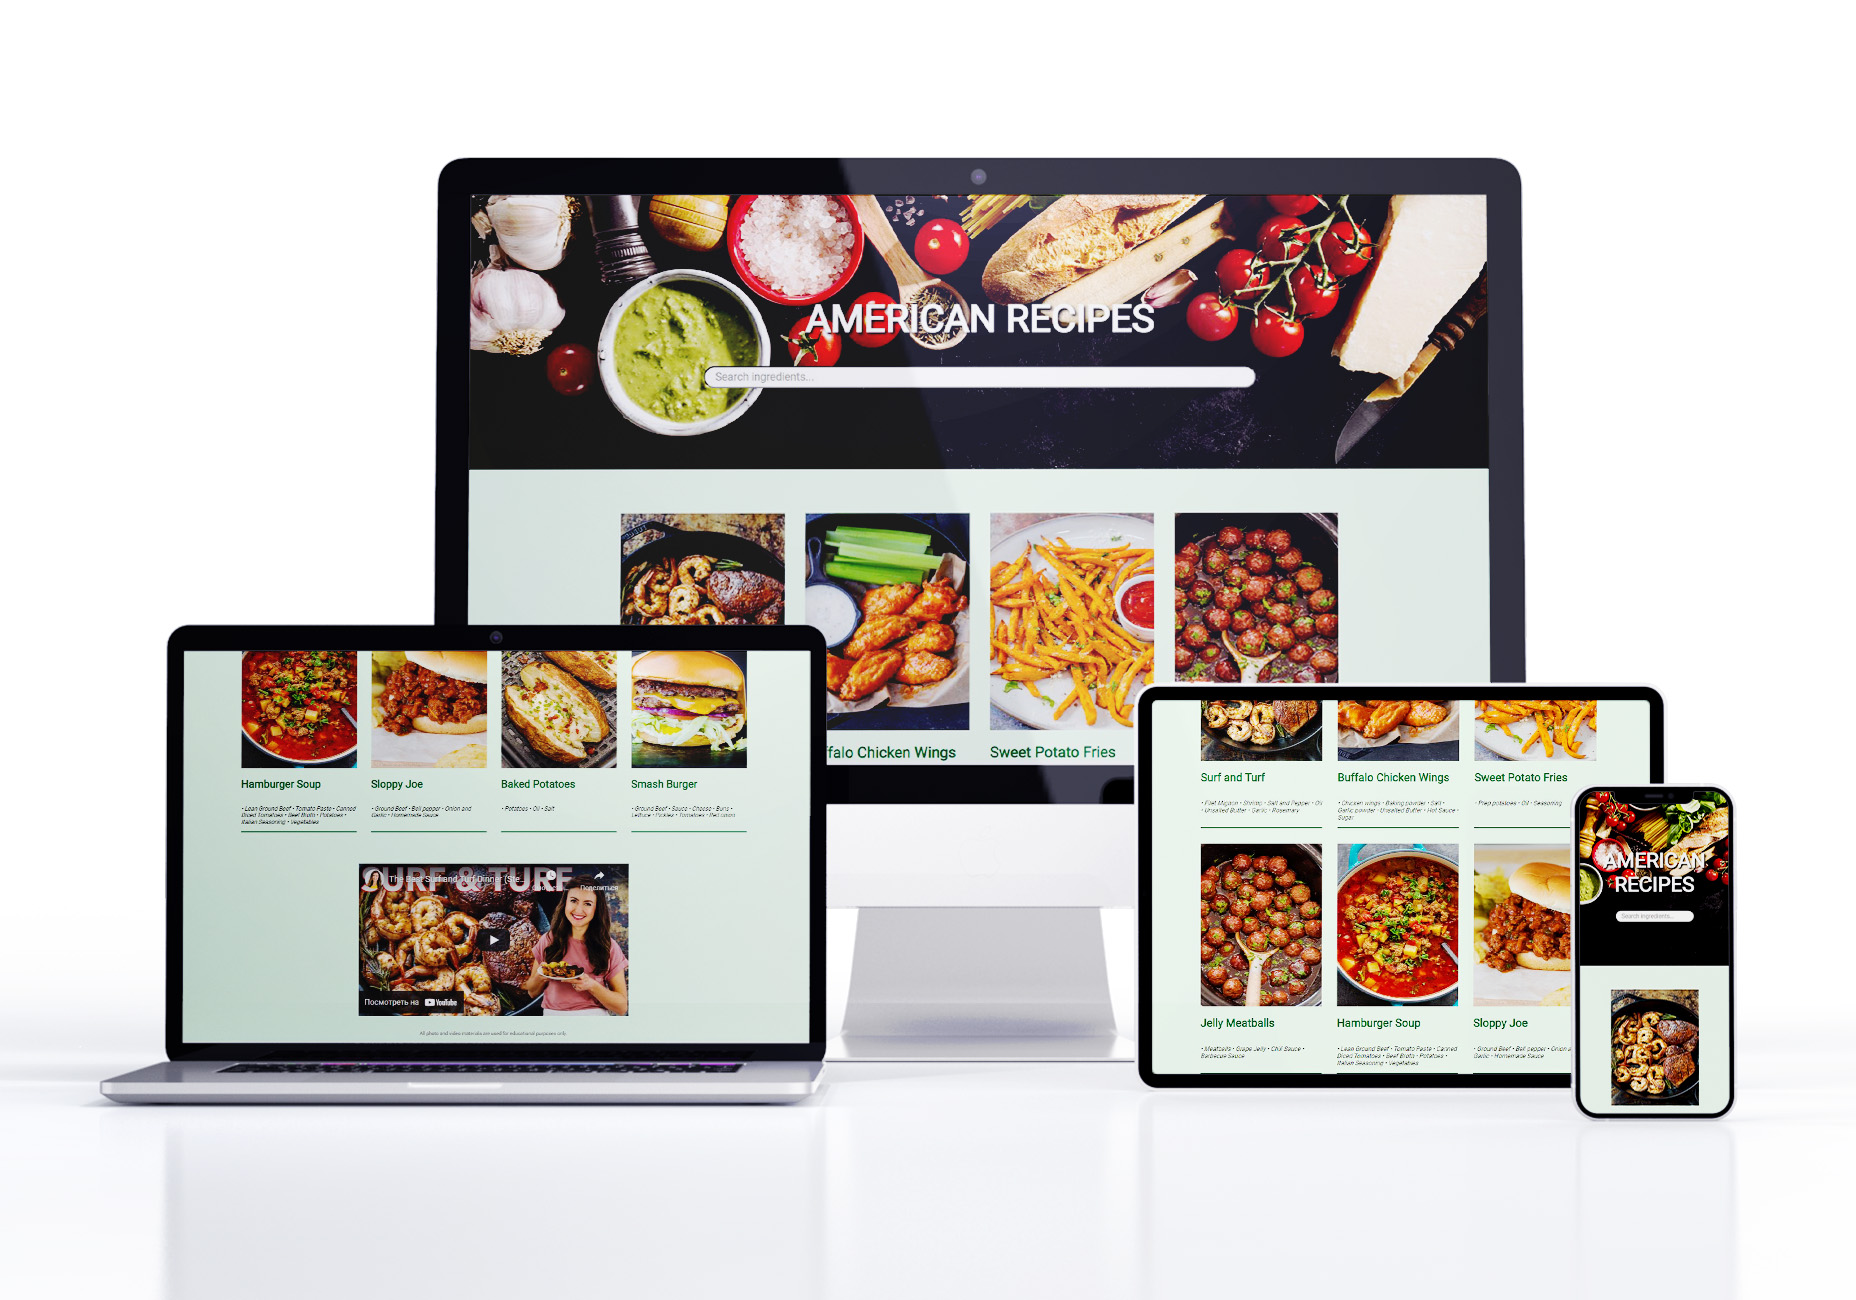 AMERICAN RECIPES
Search ingredients...
ffalo Chicken Wings
Sweet Potato Fries
Hamburger Soup
• Lean Ground Beef • Tomato Paste • Canned
Diced Tomatoes • Beef Broth • Potatoes •
Italian Seasoning • Vegetables
Sloppy Joe
• Ground Beef • Bell pepper • Onion and
Garlic • Homemade Sauce
Baked Potatoes
• Potatoes • Oil • Salt
Smash Burger
• Ground Beef • Sauce • Cheese • Buns •
Lettuce • Pickles • Tomatoes • Red onion
SURF & TURF
The Best Surf and Turf Dinner (Ste...
Поделиться
Посмотреть на YouTube
All photo and video materials are used for educational purposes only
Surf and Turf
• Filet Mignon • Shrimp • Salt and Pepper • Oil
• Unsalted Butter • Garlic • Rosemary
Buffalo Chicken Wings
• Chicken wings • Baking powder • Salt •
Garlic powder • Unsalted Butter • Hot Sauce •
Sugar
Sweet Potato Fries
• Prep potatoes • Oil • Seasoning
Jelly Meatballs
• Meatballs • Grape Jelly • Chili Sauce •
Barbecue Sauce
Hamburger Soup
• Lean Ground Beef • Tomato Paste • Canned
Diced Tomatoes • Beef Broth • Potatoes •
Italian Seasoning • Vegetables
Sloppy Joe
• Ground Beef • Bell pepper • Onion
Garlic • Homemade Sauce
AMERICAN
RECIPES
Search ingredients...